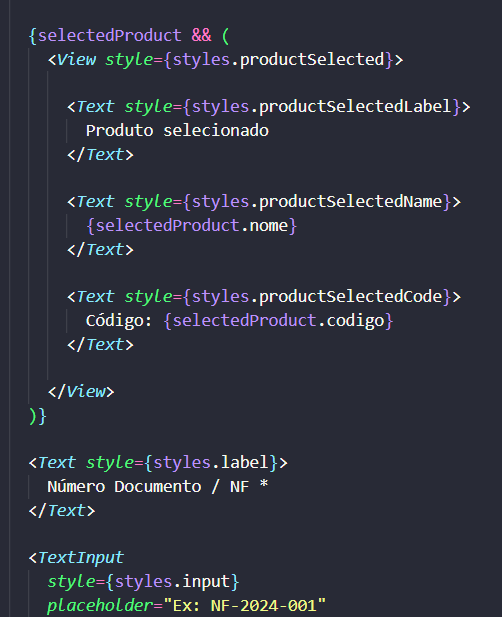 {selectedProduct && (
<View style={styles.productSelected}>
<Text style={styles.productSelectedLabel}>
Produto selecionado
</Text>
<Text style={styles.productSelectedName}>
{selectedProduct.nome}
</Text>
<Text style={styles.productSelectedCode}>
Código: {selectedProduct.codigo}
</Text>
</View>
)}
<Text style={styles.label}>
Número Documento / NF *
</Text>
<TextInput
style={styles.input}
placeholder="Ex: NF-2024-001"